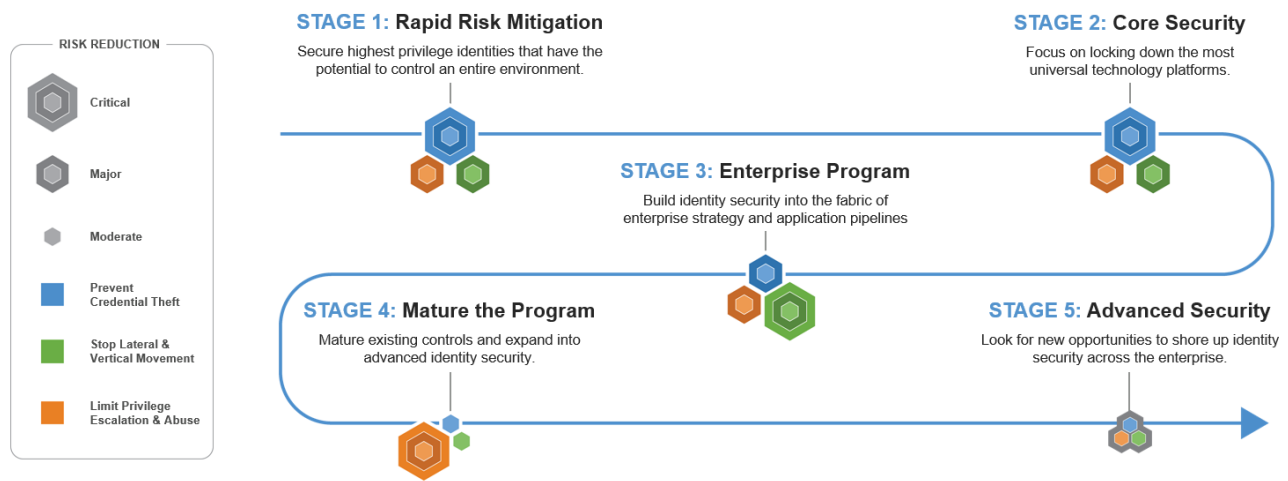 RISK REDUCTION
Critical
Major
Moderate
Prevent
Credential Theft
Stop Lateral &
Vertical Movement
Limit Privilege
Escalation & Abuse
STAGE 1: Rapid Risk Mitigation
Secure highest privilege identities that have the
potential to control an entire environment.
STAGE 2: Core Security
Focus on locking down the most
universal technology platforms.
STAGE 3: Enterprise Program
Build identity security into the fabric of
enterprise strategy and application pipelines
STAGE 4: Mature the Program
Mature existing controls and expand into
advanced identity security.
STAGE 5: Advanced Security
Look for new opportunities to shore up identity
security across the enterprise.